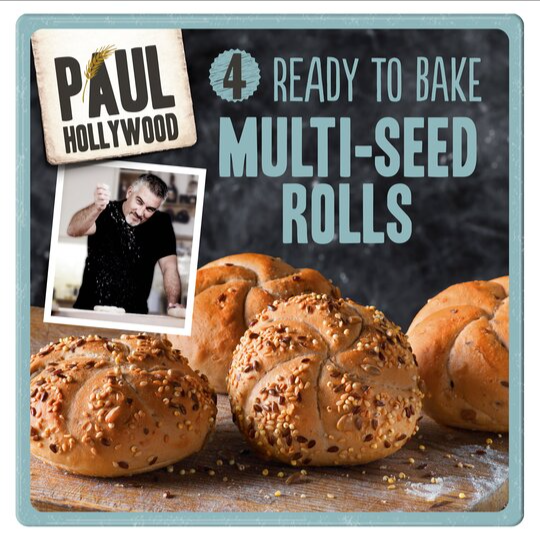 PAUL
HOLLYWOOD
4 READY TO BAKE
MULTI-SEED
ROLLS